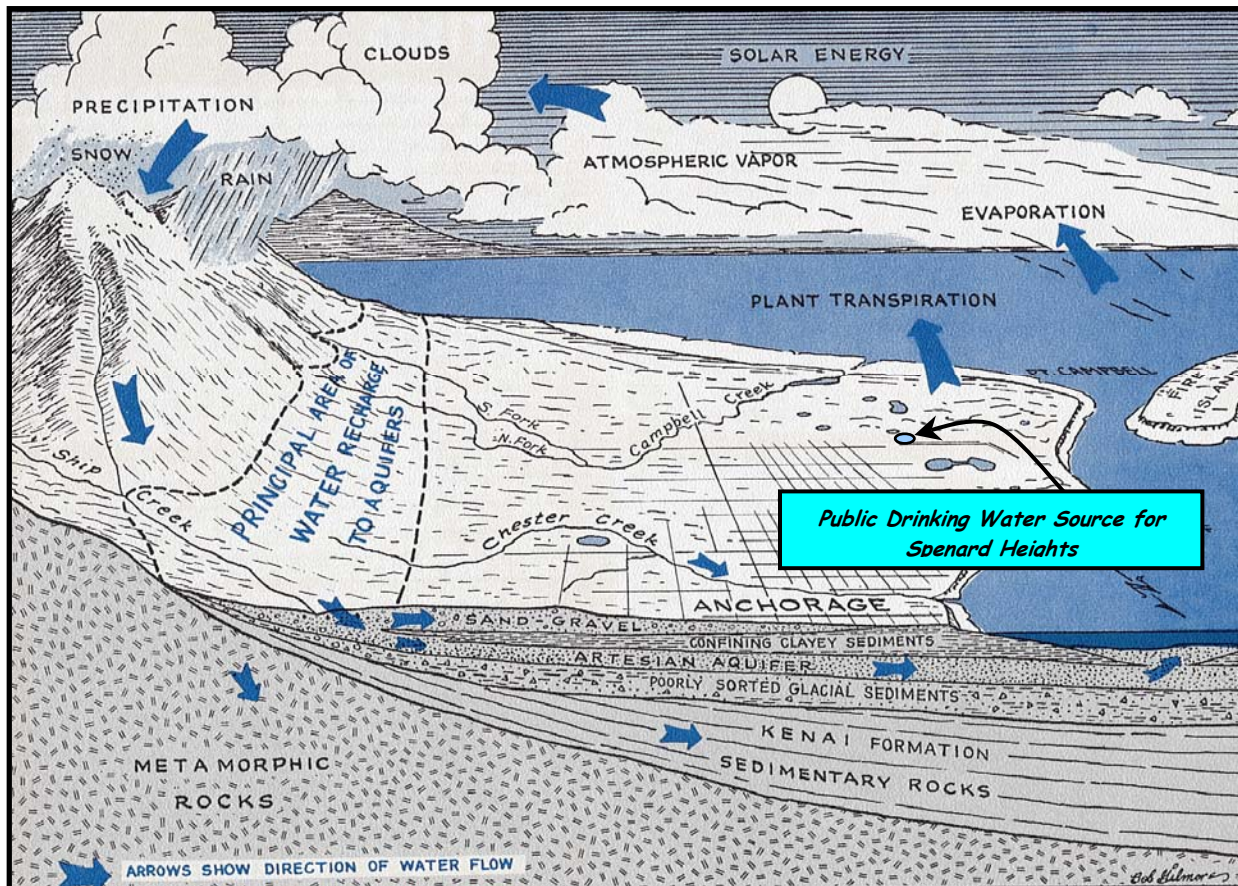 CLOUDS
SOLAR ENERGY
PRECIPITATION
SNOW
RAIN
ATMOSPHERIC VAPOR
EVAPORATION
PLANT TRANSPIRATION
PT. CAMPBELL
FIRE
ISLAND
PRINCIPAL AREA OF
WATER RECHARGE
TO AQUIFERS
S. Fork
N. Fork
Campbell Creek
Ship Creek
Chester Creek
Public Drinking Water Source for
Spenard Heights
ANCHORAGE
SAND-GRAVEL
CONFINING CLAYEY SEDIMENTS
ARTESIAN AQUIFER
POORLY SORTED GLACIAL SEDIMENTS
KENAI FORMATION
SEDIMENTARY ROCKS
METAMORPHIC
ROCKS
ARROWS SHOW DIRECTION OF WATER FLOW
Bob Gilmore